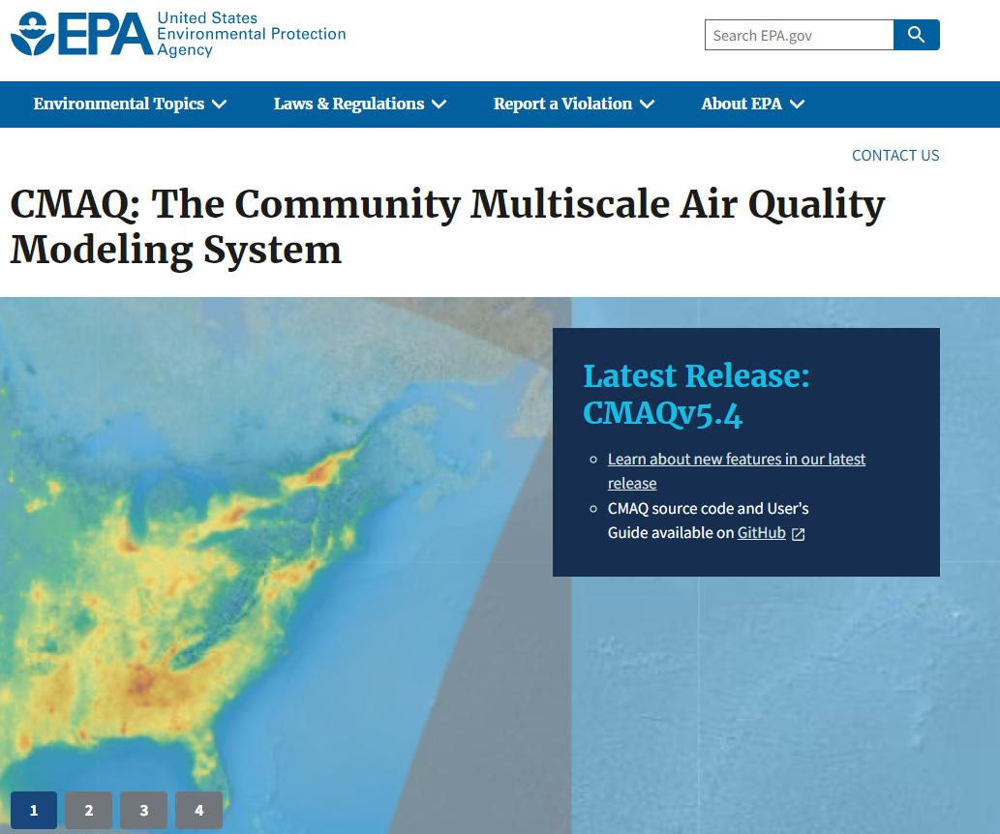 EPA
United States
Environmental Protection
Agency
Search EPA.gov
Environmental Topics
Laws & Regulations
Report a Violation
About EPA
CONTACT US
CMAQ: The Community Multiscale Air Quality
Modeling System
Latest Release:
CMAQv5.4
Learn about new features in our latest
release
CMAQ source code and User's
Guide available on GitHub
1
2
3
4